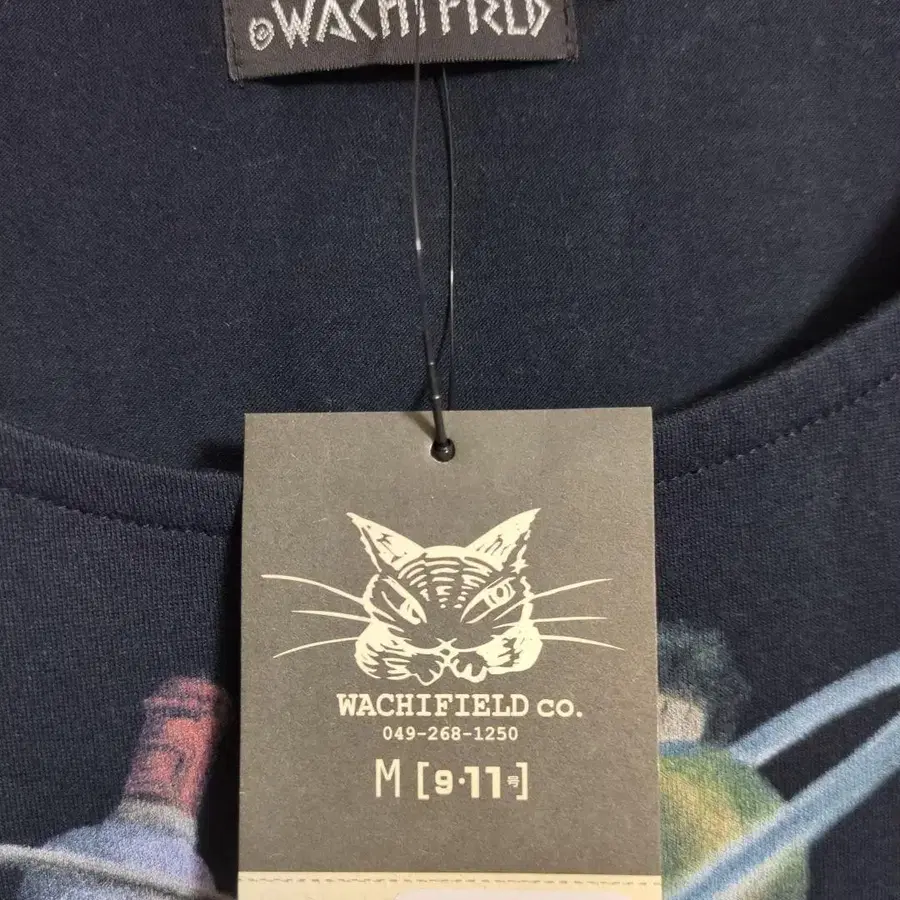 WACHIFIELD
WACHIFIELD CO.
049-268-1250
M [9·11号]